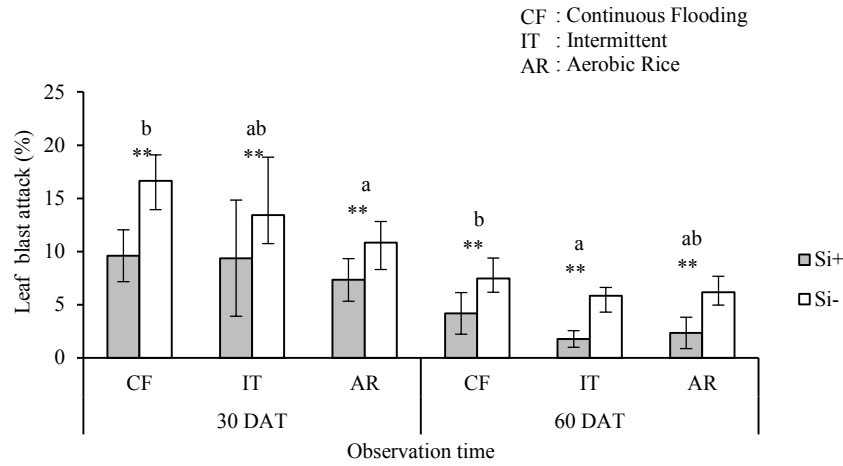 CF : Continuous Flooding
IT : Intermittent
AR : Aerobic Rice
Leaf blast attack (%)
25
20
15
10
5
0
b
**
ab
**
a
**
b
**
a
**
ab
**
Si+
Si-
CF IT AR CF IT AR
30 DAT 60 DAT
Observation time